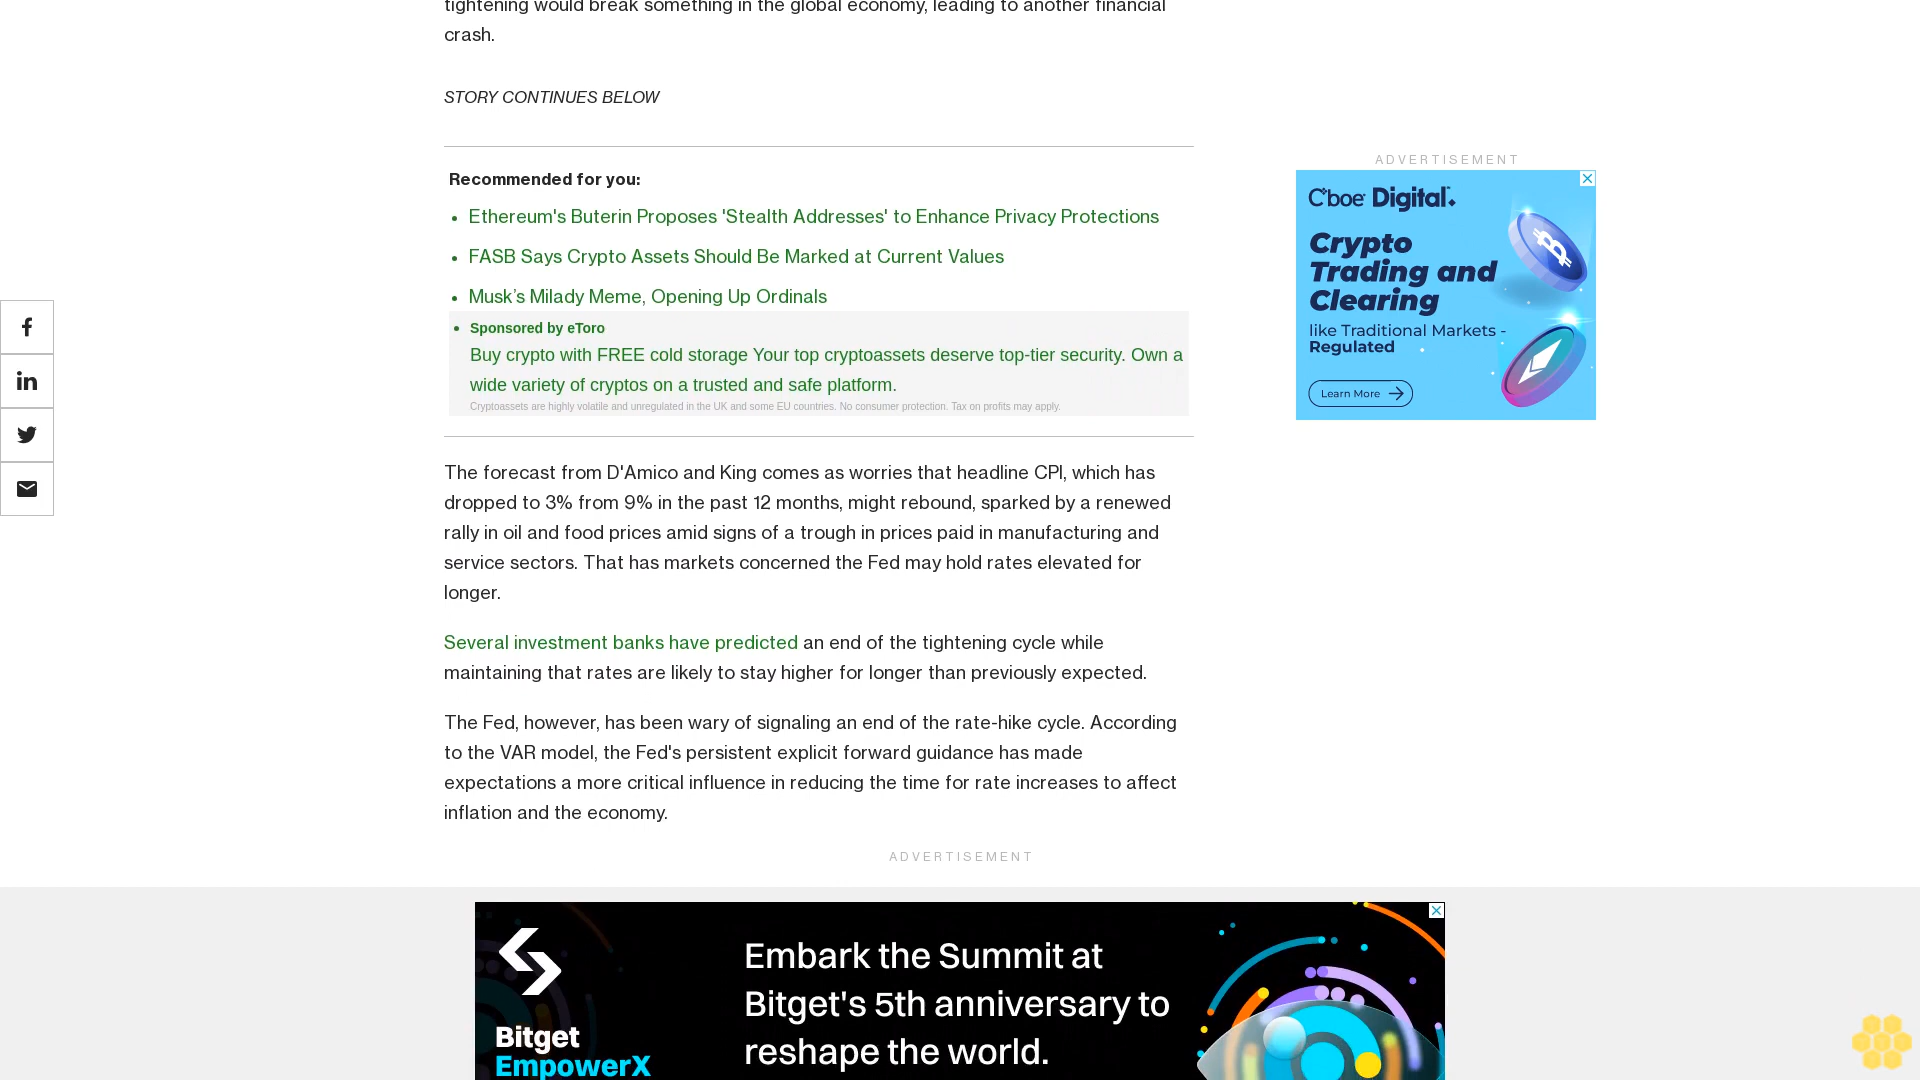 tightening would break something in the global economy, leading to another financial
crash.
STORY CONTINUES BELOW
Recommended for you:
Ethereum's Buterin Proposes 'Stealth Addresses' to Enhance Privacy Protections
FASB Says Crypto Assets Should Be Marked at Current Values
Musk’s Milady Meme, Opening Up Ordinals
Sponsored by eToro
Buy crypto with FREE cold storage Your top cryptoassets deserve top-tier security. Own a
wide variety of cryptos on a trusted and safe platform.
Cryptoassets are highly volatile and unregulated in the UK and some EU countries. No consumer protection. Tax on profits may apply.
The forecast from D'Amico and King comes as worries that headline CPI, which has
dropped to 3% from 9% in the past 12 months, might rebound, sparked by a renewed
rally in oil and food prices amid signs of a trough in prices paid in manufacturing and
service sectors. That has markets concerned the Fed may hold rates elevated for
longer.
Several investment banks have predicted an end of the tightening cycle while
maintaining that rates are likely to stay higher for longer than previously expected.
The Fed, however, has been wary of signaling an end of the rate-hike cycle. According
to the VAR model, the Fed's persistent explicit forward guidance has made
expectations a more critical influence in reducing the time for rate increases to affect
inflation and the economy.
ADVERTISEMENT
Cboe Digital
Crypto
Trading and
Clearing
like Traditional Markets -
Regulated
Learn More
ADVERTISEMENT
Bitget
EmpowerX
Embark the Summit at
Bitget's 5th anniversary to
reshape the world.